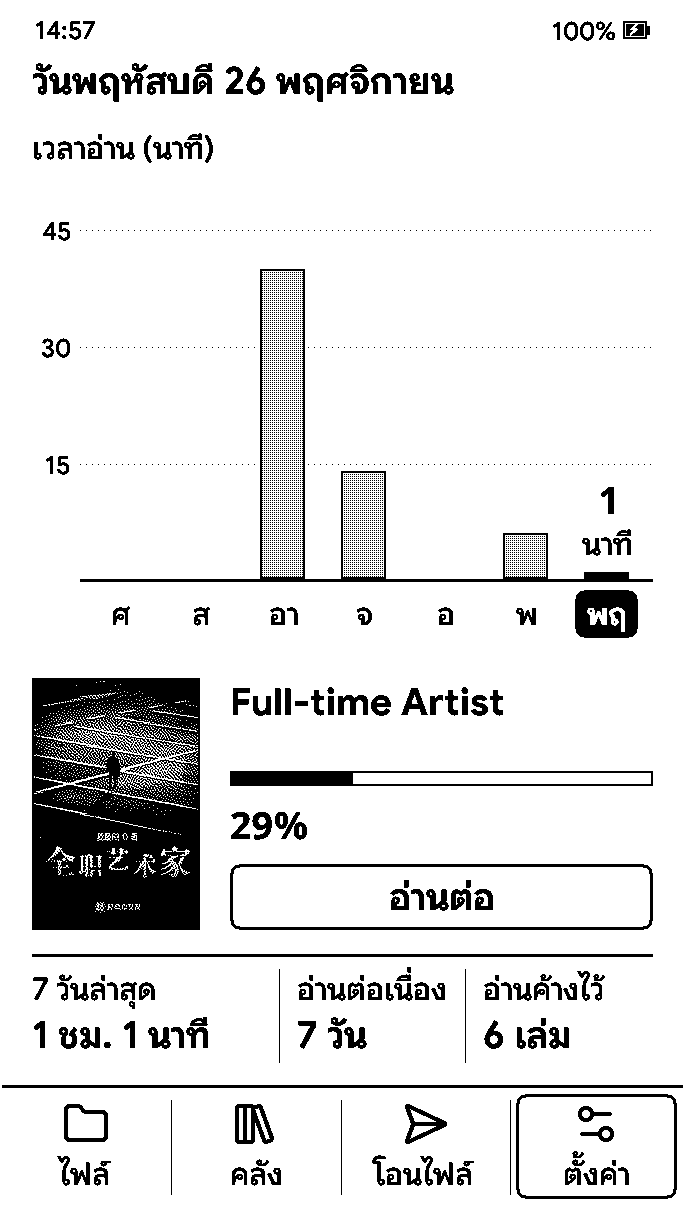 14:57 100%
วันพฤหัสบดี 26 พฤศจิกายน
เวลาอ่าน (นาที)
45
30
15
1
นาที
ศ ส อา จ อ พ พฤ
Full-time Artist
全职艺术家
29%
อ่านต่อ
7 วันล่าสุด อ่านต่อเนื่อง อ่านค้างไว้
1 ชม. 1 นาที 7 วัน 6 เล่ม
ไฟล์ คลัง โอนไฟล์ ตั้งค่า